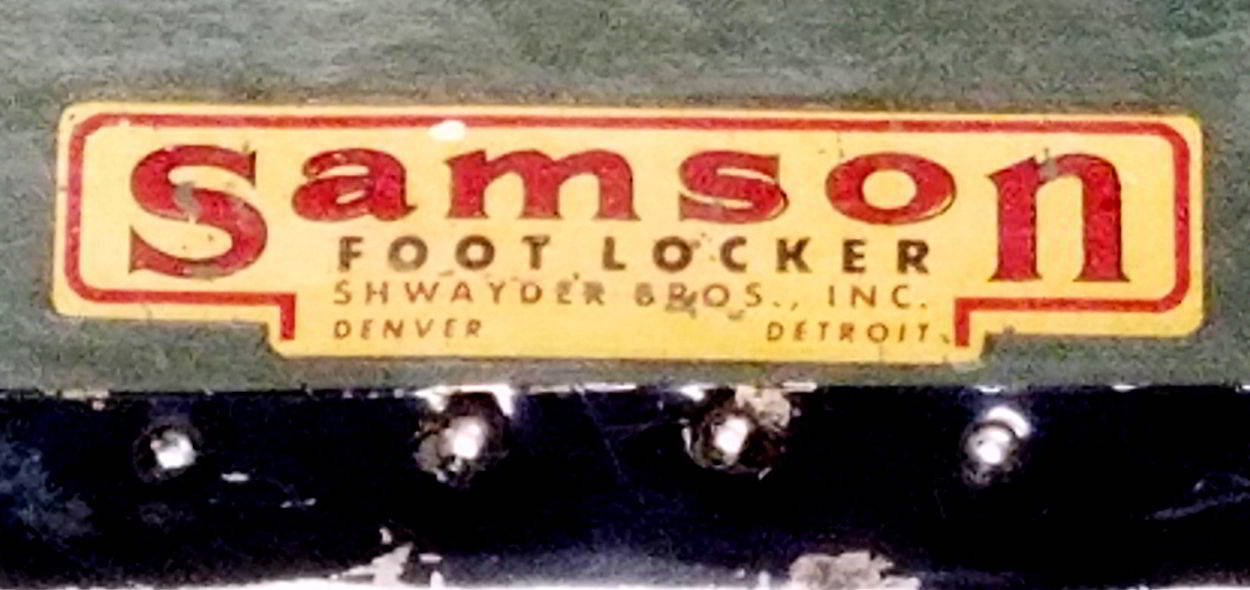 Samson
FOOT LOCKER
SHWAYDER BROS., INC.
DENVER DETROIT